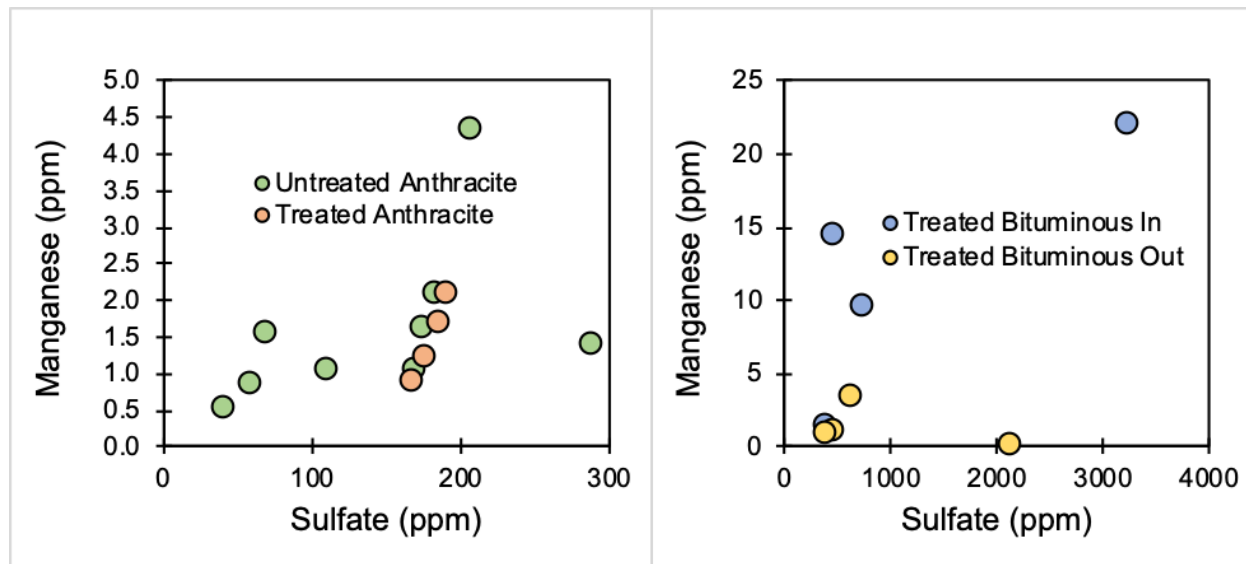 5.0
4.5
4.0
3.5
3.0
2.5
2.0
1.5
1.0
0.5
0.0
Manganese (ppm)
Untreated Anthracite
Treated Anthracite
0 100 200 300
Sulfate (ppm)
25
20
15
10
5
0
Manganese (ppm)
Treated Bituminous In
Treated Bituminous Out
0 1000 2000 3000 4000
Sulfate (ppm)